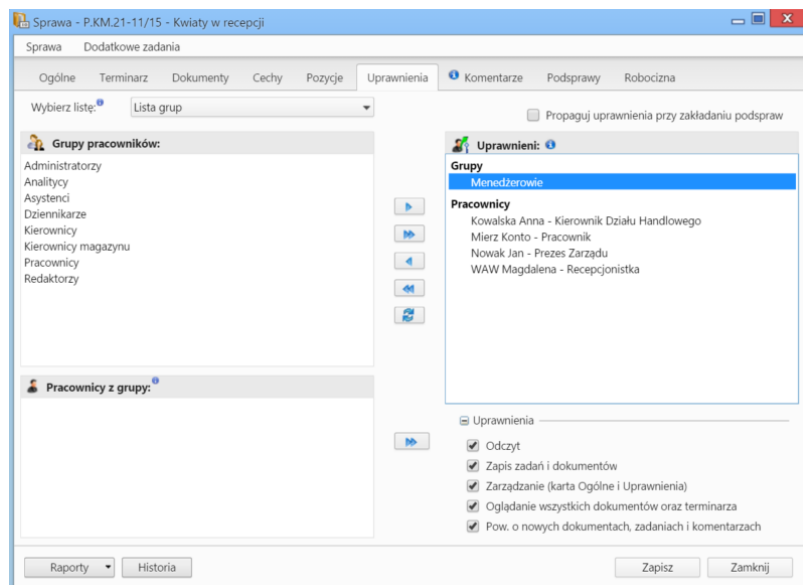 Sprawa - P.KM.21-11/15 - Kwiaty w recepcji
Sprawa Dodatkowe zadania
Ogólne Terminarz Dokumenty Cechy Pozycje Uprawnienia Komentarze Podsprawy Robocizna
Wybierz listę: Lista grup
Propaguj uprawnienia przy zakładaniu podspraw
Grupy pracowników:
Administratorzy
Analitycy
Asystenci
Dziennikarze
Kierownicy
Kierownicy magazynu
Pracownicy
Redaktorzy
Pracownicy z grupy:
Uprawnieni:
Grupy
Menedżerowie
Pracownicy
Kowalska Anna - Kierownik Działu Handlowego
Mierz Konto - Pracownik
Nowak Jan - Prezes Zarządu
WAW Magdalena - Recepcjonistka
Uprawnienia
Odczyt
Zapis zadań i dokumentów
Zarządzanie (karta Ogólne i Uprawnienia)
Oglądanie wszystkich dokumentów oraz terminarza
Pow. o nowych dokumentach, zadaniach i komentarzach
Raporty Historia Zapisz Zamknij